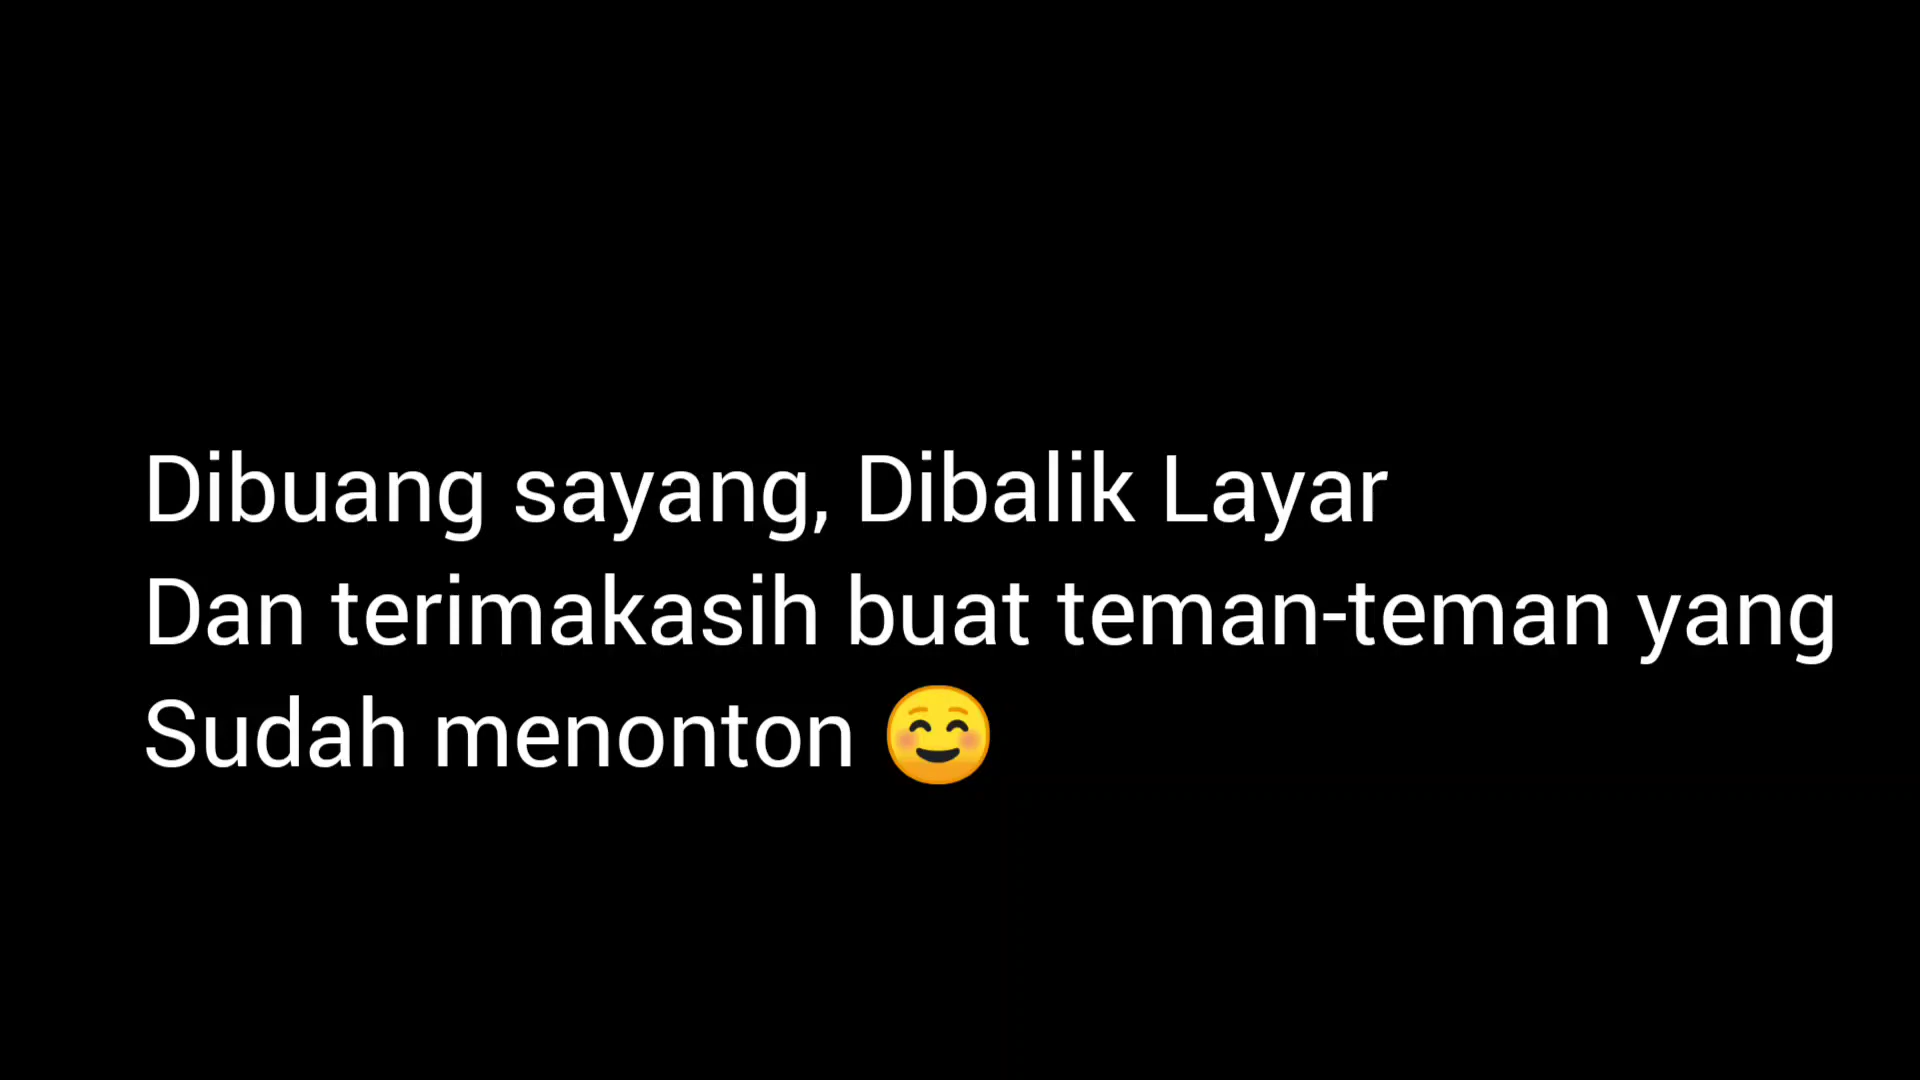 Dibuang sayang, Dibalik Layar
Dan terimakasih buat teman-teman yang
Sudah menonton ☺️